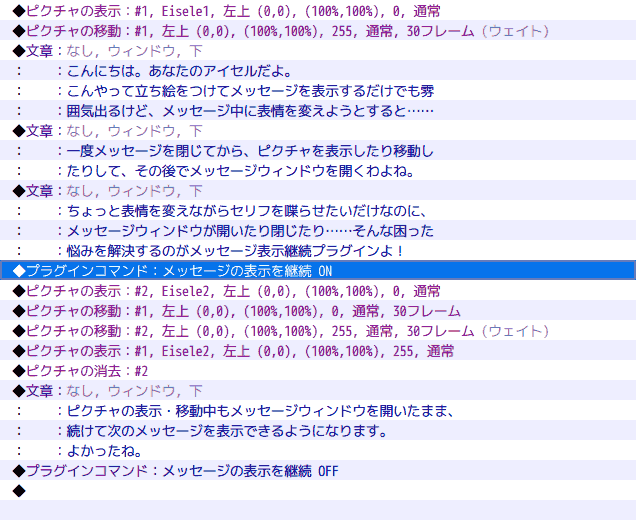 ◆ピクチャの表示：#1, Eisele1, 左上 (0,0), (100%,100%), 0, 通常
◆ピクチャの移動：#1, 左上 (0,0), (100%,100%), 255, 通常, 30フレーム（ウェイト）
◆文章：なし, ウィンドウ, 下
：　　：こんにちは。あなたのアイセルだよ。
：　　：こんやって立ち絵をつけてメッセージを表示するだけでも雰
：　　：囲気出るけど、メッセージ中に表情を変えようとすると……
◆文章：なし, ウィンドウ, 下
：　　：一度メッセージを閉じてから、ピクチャを表示したり移動し
：　　：たりして、その後でメッセージウィンドウを開くわよね。
◆文章：なし, ウィンドウ, 下
：　　：ちょっと表情を変えながらセリフを喋らせたいだけなのに、
：　　：メッセージウィンドウが開いたり閉じたり……そんな困った
：　　：悩みを解決するのがメッセージ表示継続プラグインよ！
◆プラグインコマンド：メッセージの表示を継続 ON
◆ピクチャの表示：#2, Eisele2, 左上 (0,0), (100%,100%), 0, 通常
◆ピクチャの移動：#1, 左上 (0,0), (100%,100%), 0, 通常, 30フレーム
◆ピクチャの移動：#2, 左上 (0,0), (100%,100%), 255, 通常, 30フレーム（ウェイト）
◆ピクチャの表示：#1, Eisele2, 左上 (0,0), (100%,100%), 255, 通常
◆ピクチャの消去：#2
◆文章：なし, ウィンドウ, 下
：　　：ピクチャの表示・移動中もメッセージウィンドウを開いたまま、
：　　：続けて次のメッセージを表示できるようになります。
：　　：よかったね。
◆プラグインコマンド：メッセージの表示を継続 OFF
◆